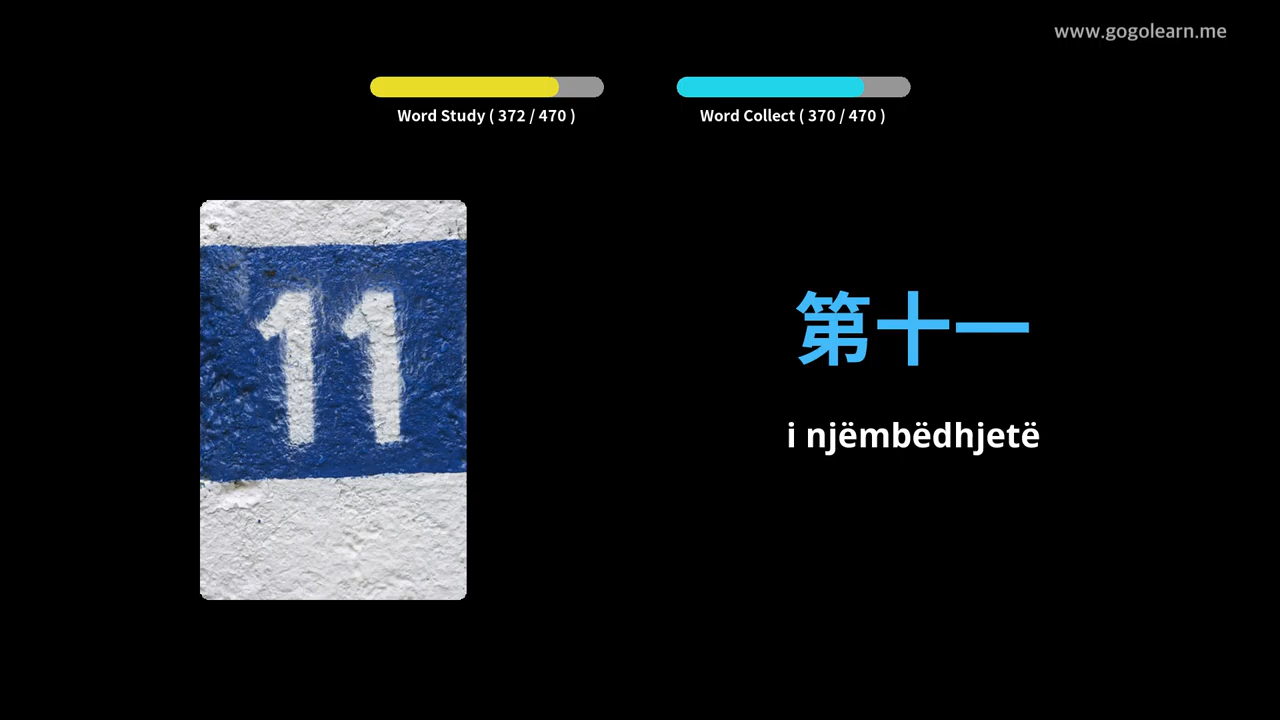 www.gogolearn.me
Word Study ( 372 / 470 )
Word Collect ( 370 / 470 )
11
第十一
i njëmbëdhjetë